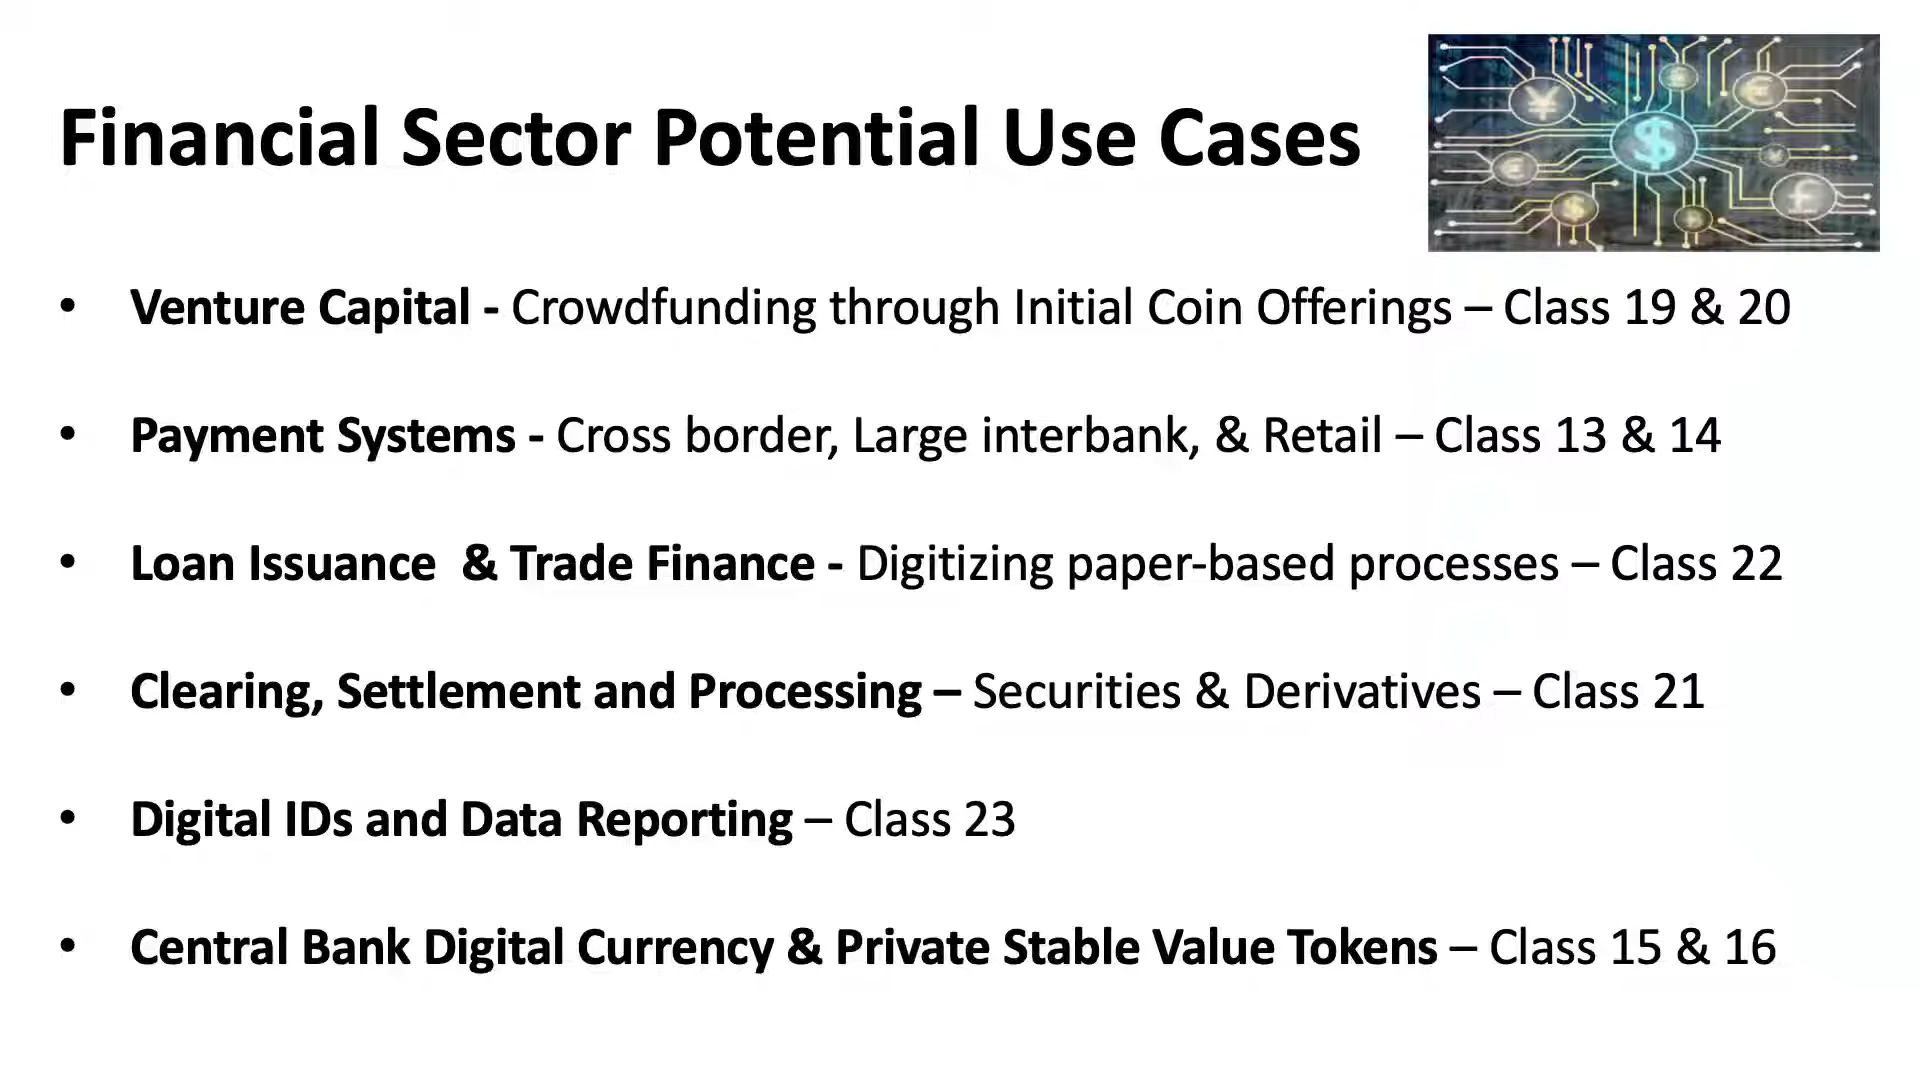 Financial Sector Potential Use Cases
• Venture Capital - Crowdfunding through Initial Coin Offerings – Class 19 & 20
• Payment Systems - Cross border, Large interbank, & Retail – Class 13 & 14
• Loan Issuance  & Trade Finance - Digitizing paper-based processes – Class 22
• Clearing, Settlement and Processing – Securities & Derivatives – Class 21
• Digital IDs and Data Reporting – Class 23
• Central Bank Digital Currency & Private Stable Value Tokens – Class 15 & 16